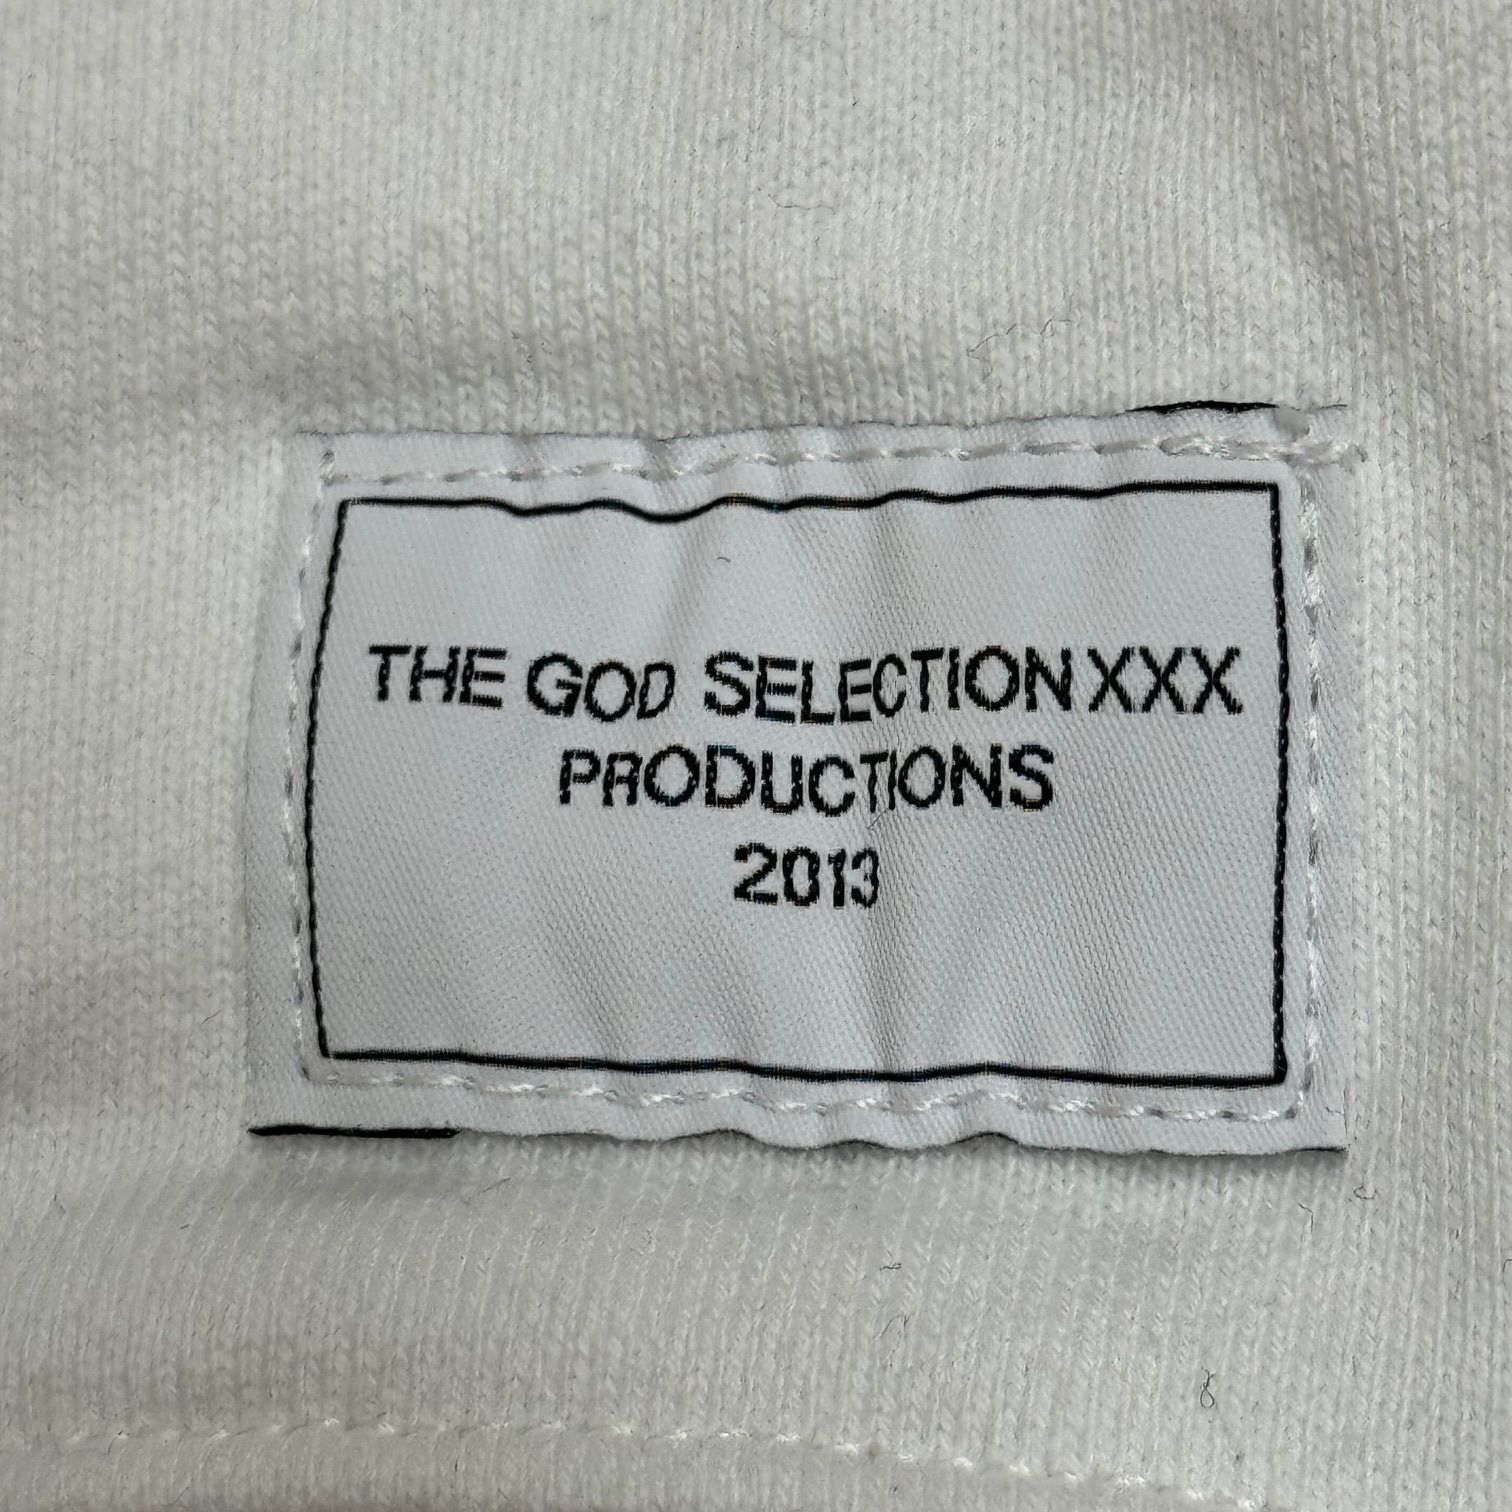 THE GOD SELECTION XXX
PRODUCTIONS
2013